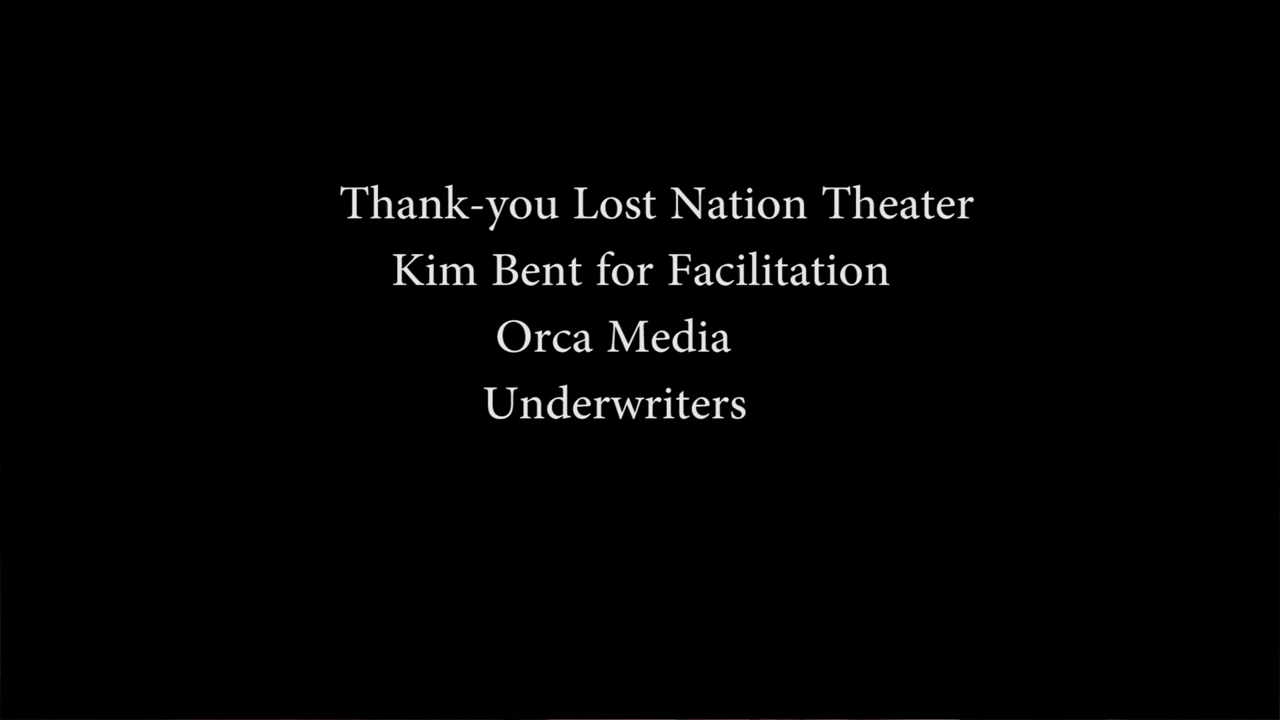 Thank-you Lost Nation Theater
Kim Bent for Facilitation
Orca Media
Underwriters